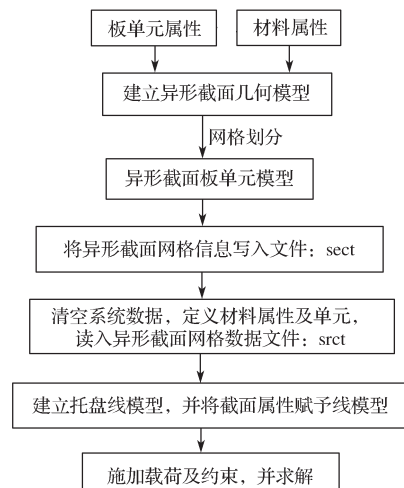 板单元属性
材料属性
建立异形截面几何模型
网格划分
异形截面板单元模型
将异形截面网格信息写入文件：sect
清空系统数据，定义材料属性及单元，
读入异形截面网格数据文件：srct
建立托盘线模型，并将截面属性赋予线模型
施加载荷及约束，并求解